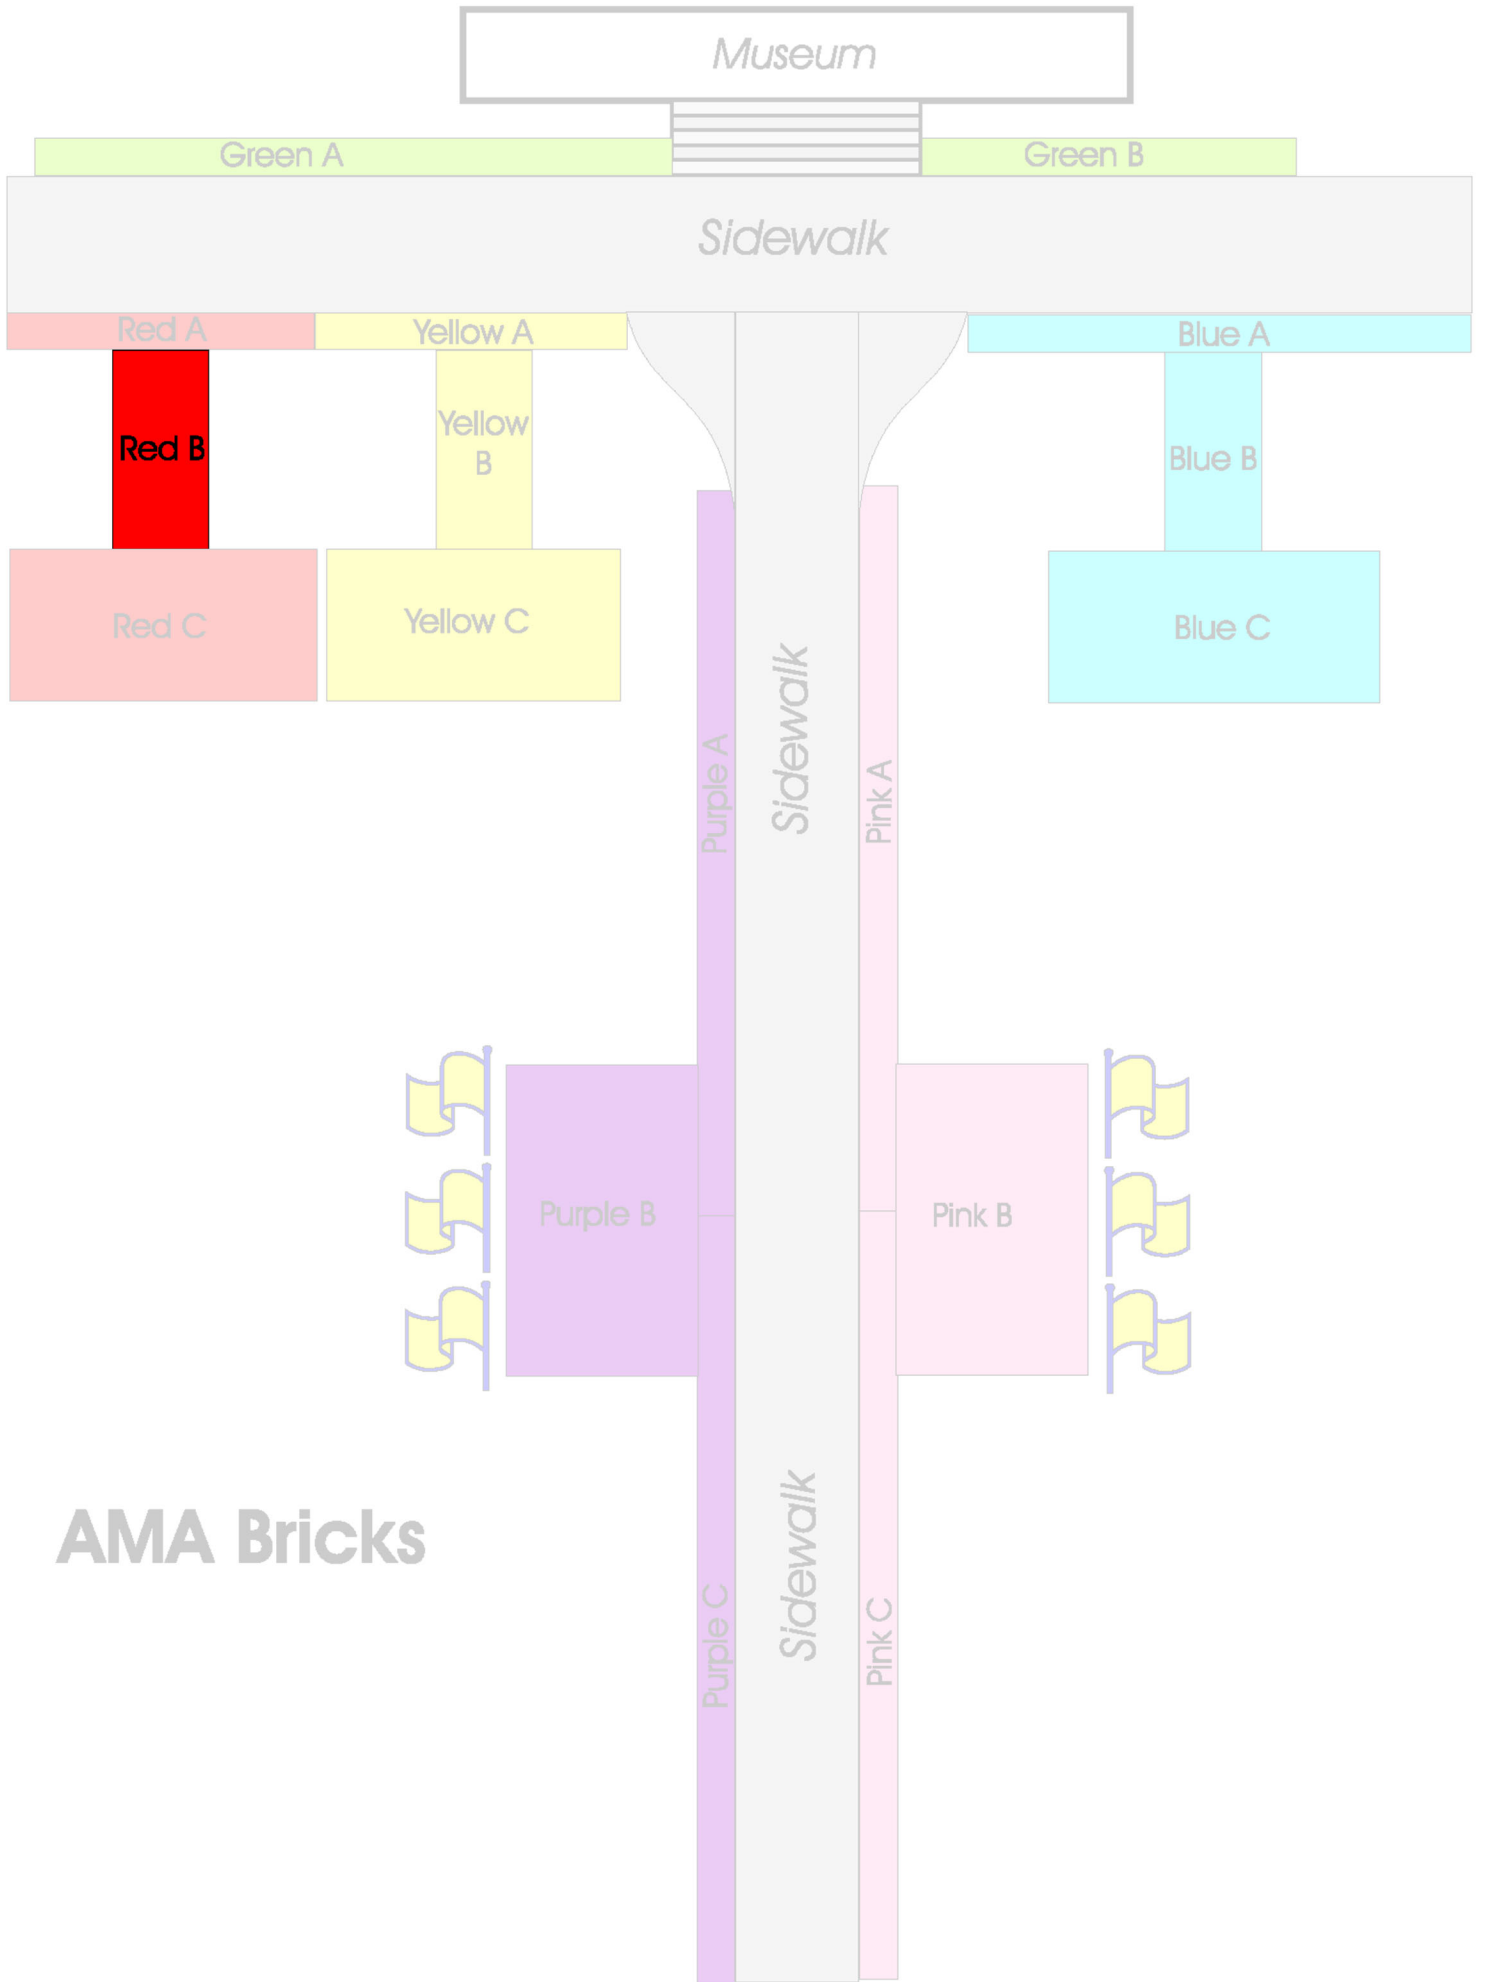 Museum
Green A
Green B
Sidewalk
Red A
Yellow A
Blue A
Red B
Yellow
B
Blue B
Red C
Yellow C
Blue C
Purple A
Sidewalk
Pink A
Purple B
Pink B
AMA Bricks
Purple C
Sidewalk
Pink C